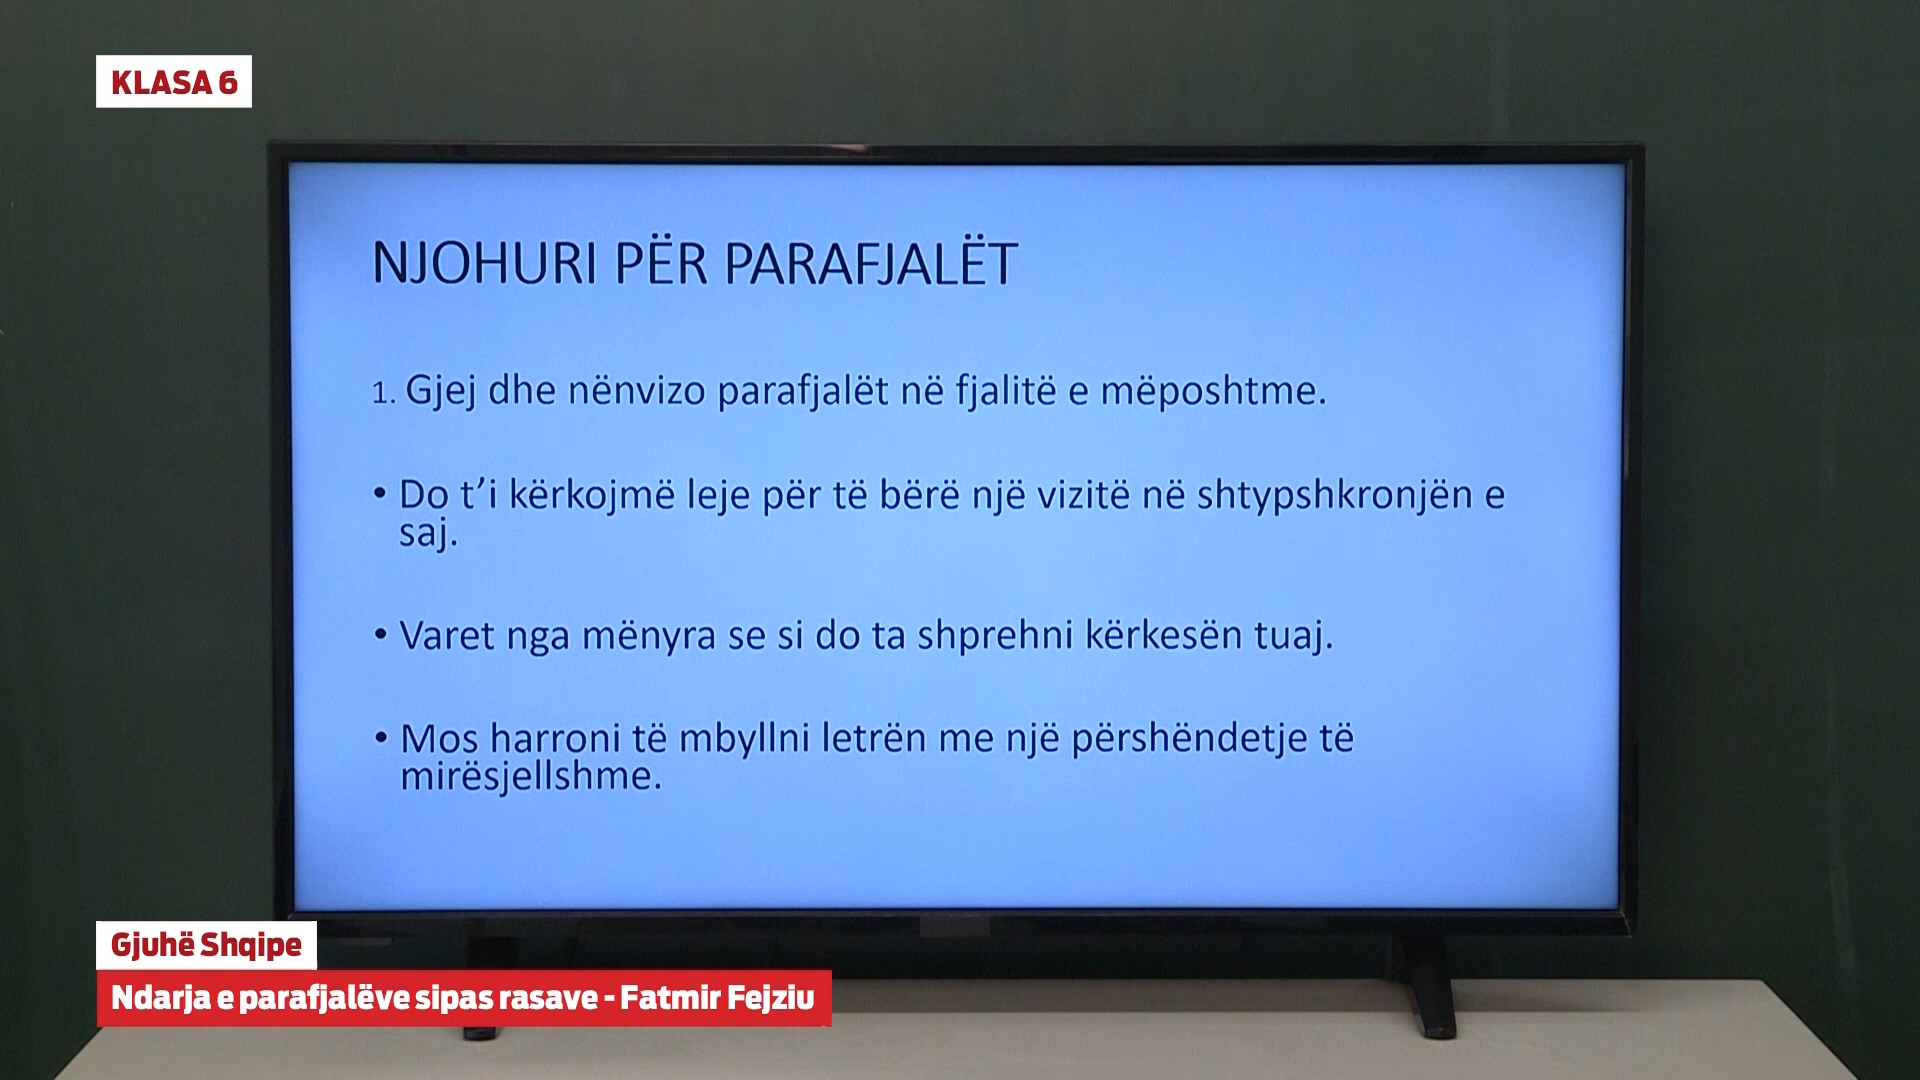 KLASA 6
NJOHURI PËR PARAFJALËT
1. Gjej dhe nënvizo parafjalët në fjalitë e mëposhtme.
• Do t’i kërkojmë leje për të bërë një vizitë në shtypshkronjën e
saj.
• Varet nga mënyra se si do ta shprehni kërkesën tuaj.
• Mos harroni të mbyllni letrën me një përshëndetje të
mirësjellshme.
Gjuhë Shqipe
Ndarja e parafjalëve sipas rasave - Fatmir Fejziu